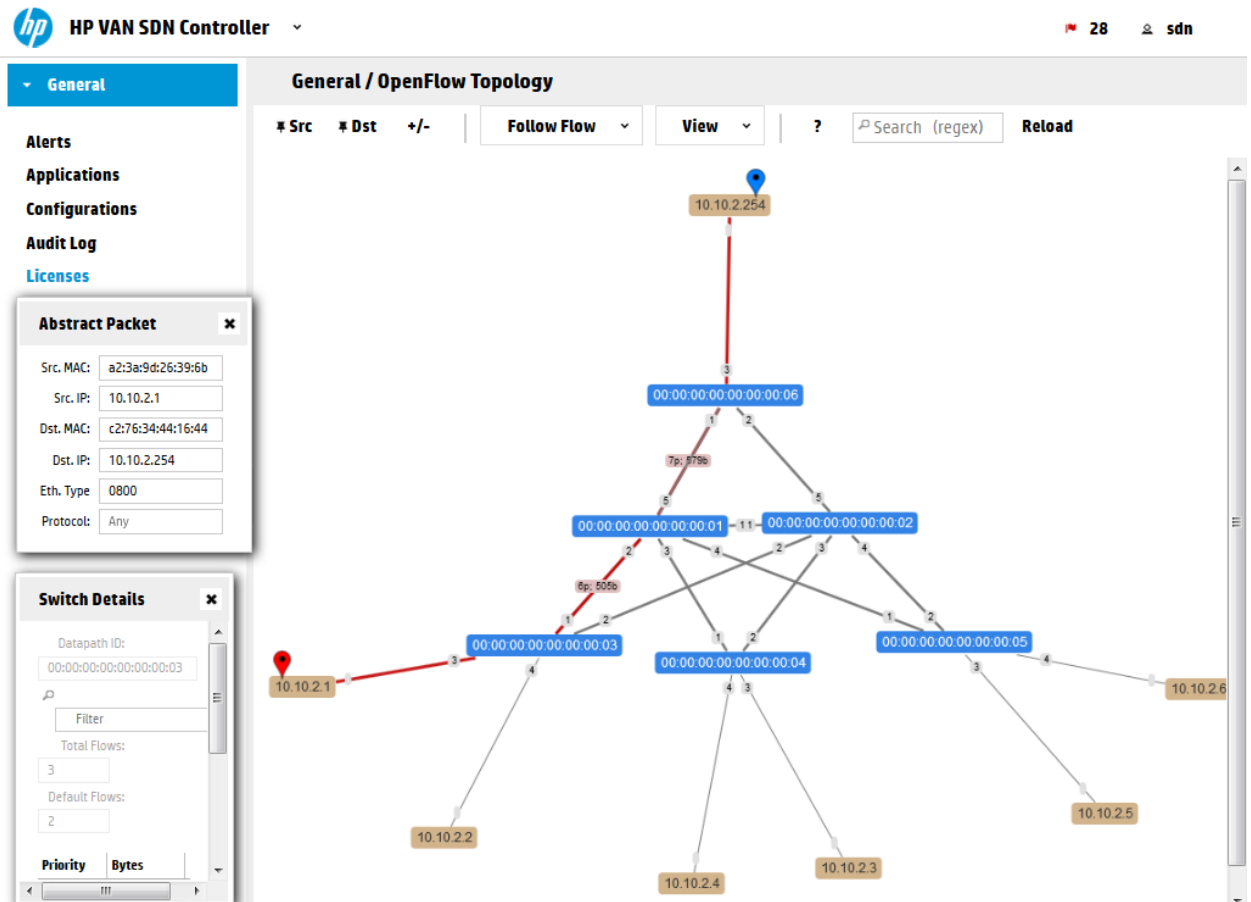 hp HP VAN SDN Controller 28 sdn
General
General / OpenFlow Topology
Src Dst +/- Follow Flow View ? Search (regex) Reload
Alerts
Applications
Configurations
Audit Log
Licenses
Abstract Packet
Src. MAC: a2:3a:9d:26:39:6b
Src. IP: 10.10.2.1
Dst. MAC: c2:76:34:44:16:44
Dst. IP: 10.10.2.254
Eth. Type 0800
Protocol: Any
Switch Details
Datapath ID:
00:00:00:00:00:00:00:03
Filter
Total Flows:
3
Default Flows:
2
Priority Bytes
10.10.2.254
3
00:00:00:00:00:00:00:06
1 2
7p; 579b
5 5
00:00:00:00:00:00:00:01 1 1 00:00:00:00:00:00:00:02
2 3 4 2 3 4
6p; 505b
1 2 1 2 1 2
00:00:00:00:00:00:00:03 00:00:00:00:00:00:00:04 00:00:00:00:00:00:00:05
3 4 4 3 3 4
10.10.2.1 10.10.2.6
10.10.2.2 10.10.2.5
10.10.2.4 10.10.2.3